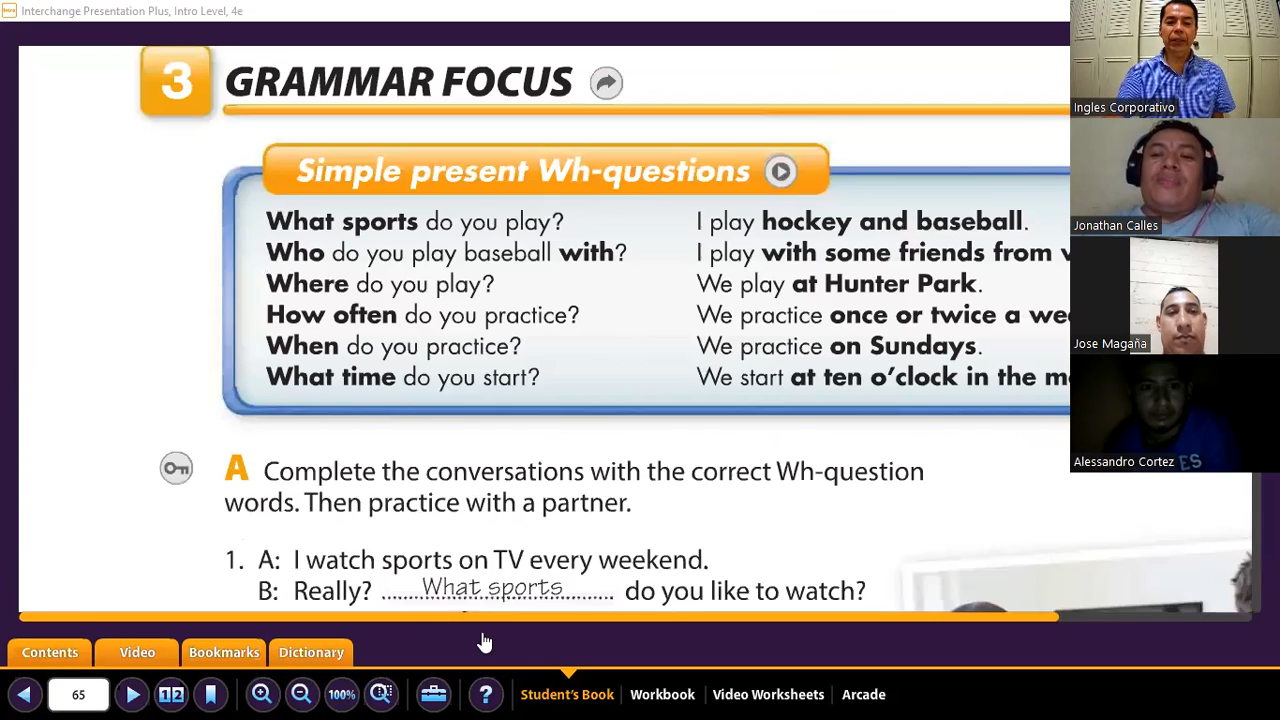 Interchange Presentation Plus, Intro Level, 4e
3 GRAMMAR FOCUS
Simple present Wh-questions
What sports do you play? I play hockey and baseball.
Who do you play baseball with? I play with some friends from
Where do you play? We play at Hunter Park.
How often do you practice? We practice once or twice a
When do you practice? We practice on Sundays.
What time do you start? We start at ten o'clock in the
A Complete the conversations with the correct Wh-question
words. Then practice with a partner.
1. A: I watch sports on TV every weekend.
B: Really? What sports do you like to watch?
Ingles Corporativo
Jonathan Calles
Jose Magaña
ES
Alessandro Cortez
Contents Video Bookmarks Dictionary
65 1 2 100% ? Student's Book Workbook Video Worksheets Arcade